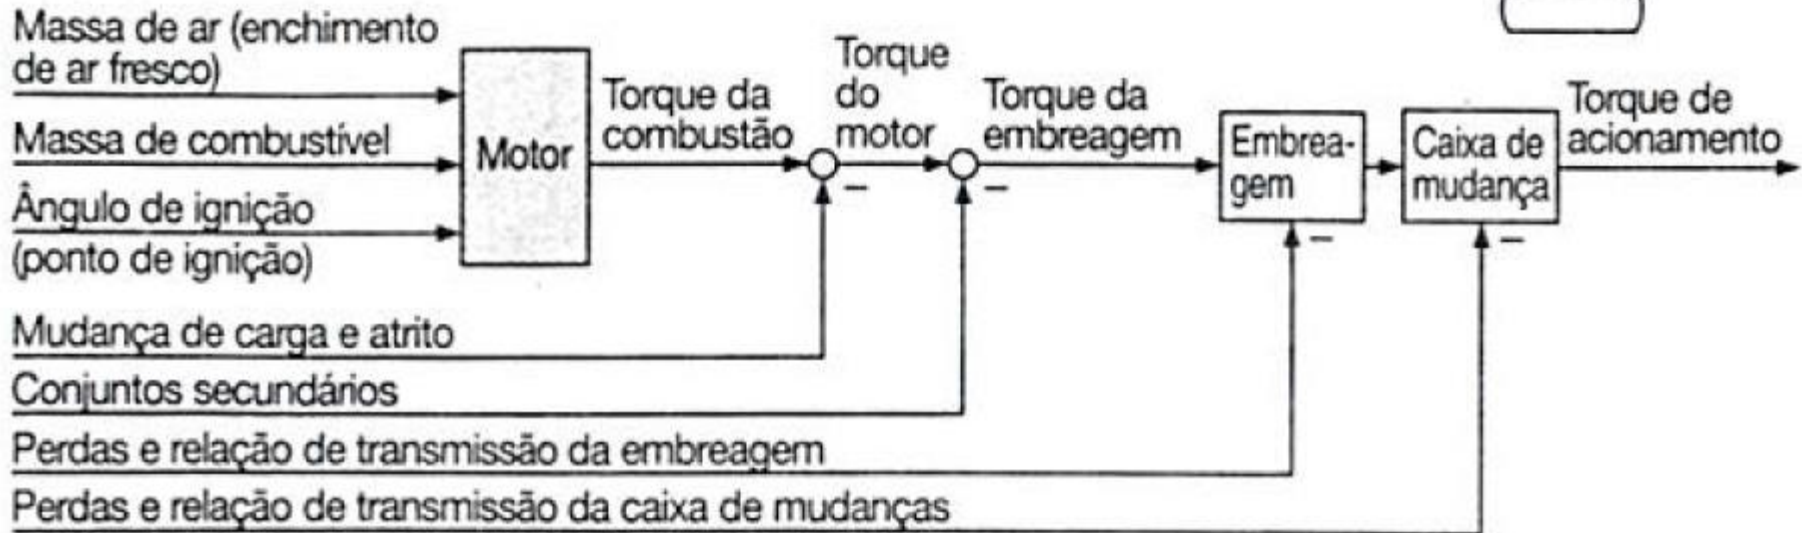 Massa de ar (enchimento
de ar fresco)
Massa de combustível
Ângulo de ignição
(ponto de ignição)
Motor
Torque da
combustão
Torque
do
motor
Torque da
embreagem
Embrea-
gem
Caixa de
mudança
Torque de
acionamento
–
–
–
–
Mudança de carga e atrito
Conjuntos secundários
Perdas e relação de transmissão da embreagem
Perdas e relação de transmissão da caixa de mudanças